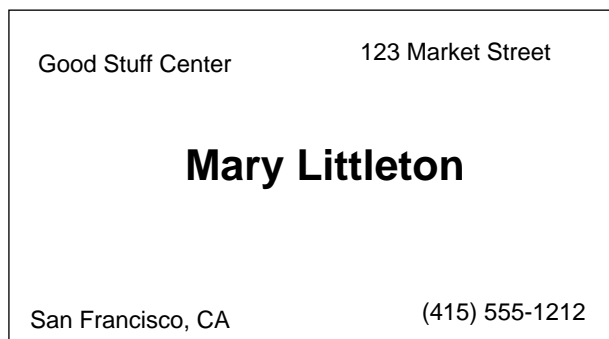 Good Stuff Center
123 Market Street
Mary Littleton
San Francisco, CA
(415) 555-1212